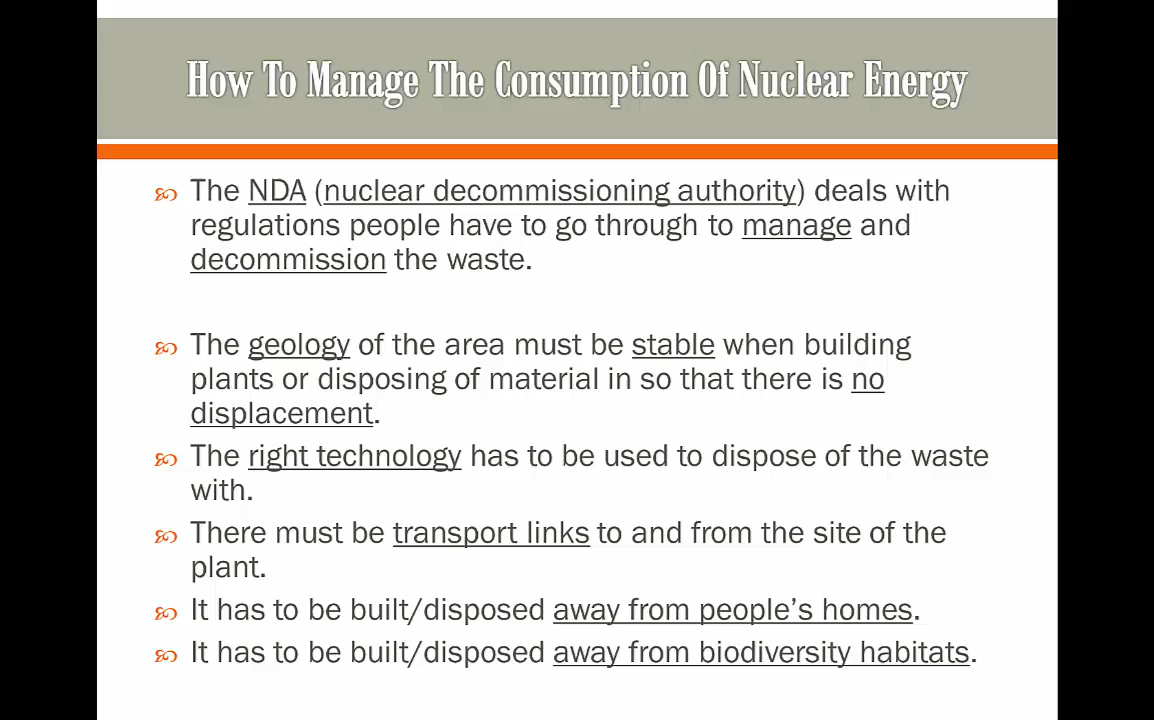 How To Manage The Consumption Of Nuclear Energy
The NDA (nuclear decommissioning authority) deals with
regulations people have to go through to manage and
decommission the waste.
The geology of the area must be stable when building
plants or disposing of material in so that there is no
displacement.
The right technology has to be used to dispose of the waste
with.
There must be transport links to and from the site of the
plant.
It has to be built/disposed away from people’s homes.
It has to be built/disposed away from biodiversity habitats.